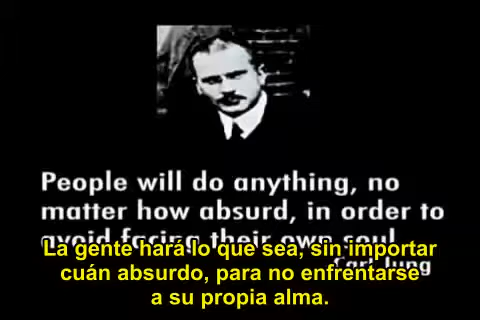 People will do anything, no
matter how absurd, in order to
avoid facing their own soul
Carl Jung
La gente hará lo que sea, sin importar
cuán absurdo, para no enfrentarse
a su propia alma.